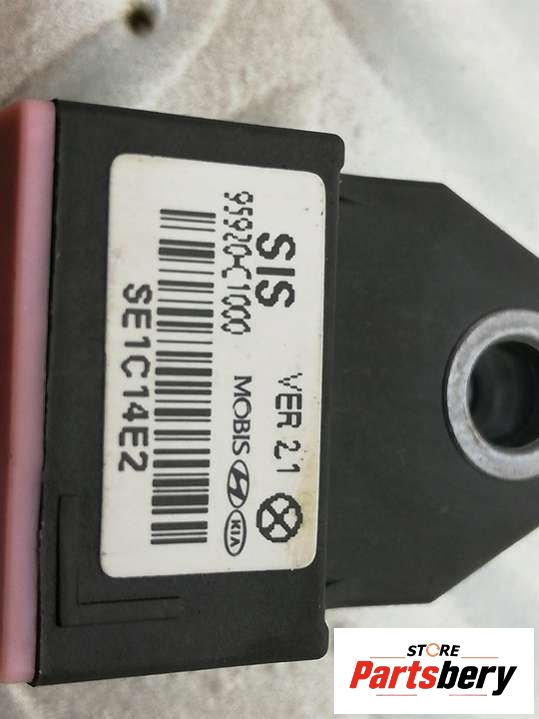 SIS VER 2.1
95920-C1000 MOBIS KIA
SE1C14E2
STORE
Partsbery